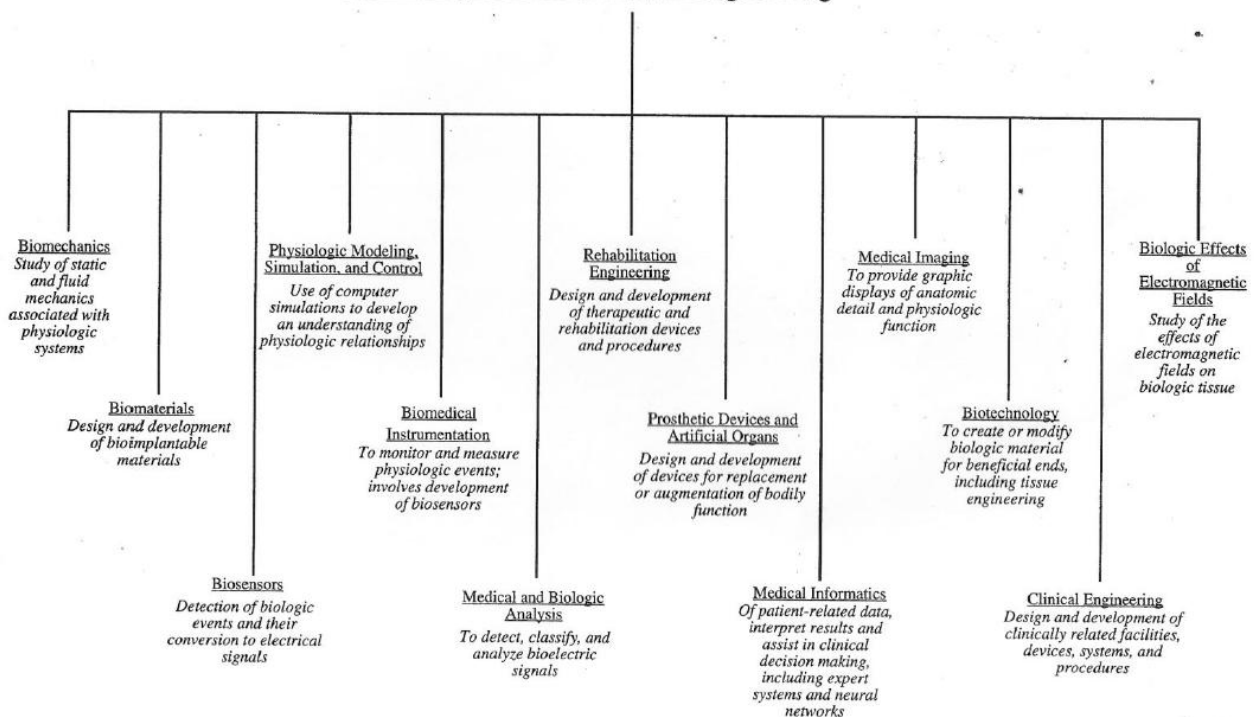 Biomechanics
Study of static
and fluid
mechanics
associated with
physiologic
systems
Biomaterials
Design and development
of bioimplantable
materials
Biosensors
Detection of biologic
events and their
conversion to electrical
signals
Physiologic Modeling,
Simulation, and Control
Use of computer
simulations to develop
an understanding of
physiologic relationships
Biomedical
Instrumentation
To monitor and measure
physiologic events;
involves development
of biosensors
Medical and Biologic
Analysis
To detect, classify, and
analyze bioelectric
signals
Rehabilitation
Engineering
Design and development
of therapeutic and
rehabilitation devices
and procedures
Prosthetic Devices and
Artificial Organs
Design and development
of devices for replacement
or augmentation of bodily
function
Medical Informatics
Of patient-related data,
interpret results and
assist in clinical
decision making,
including expert
systems and neural
networks
Medical Imaging
To provide graphic
displays of anatomic
detail and physiologic
function
Biotechnology
To create or modify
biologic material
for beneficial ends,
including tissue
engineering
Clinical Engineering
Design and development of
clinically related facilities,
devices, systems, and
procedures
Biologic Effects
of
Electromagnetic
Fields
Study of the
effects of
electromagnetic
fields on
biologic tissue